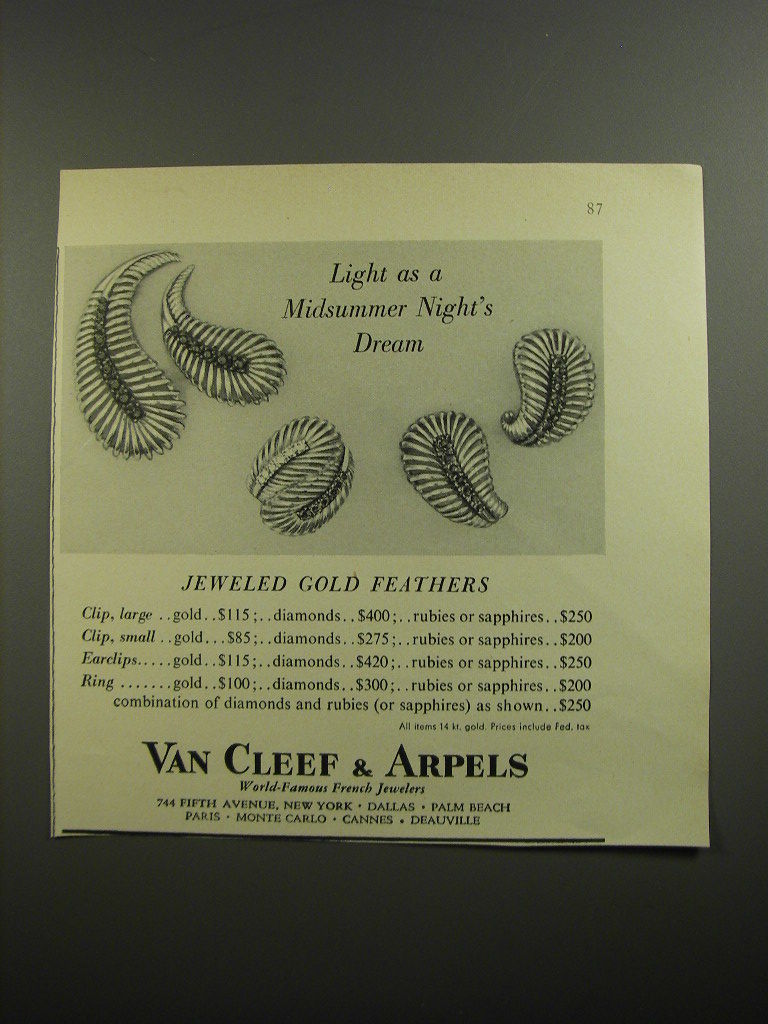 87
Light as a
Midsummer Night's
Dream
JEWELED GOLD FEATHERS
Clip, large ..gold..$115;..diamonds..$400;..rubies or sapphires..$250
Clip, small ..gold...$85;..diamonds..$275;..rubies or sapphires..$200
Earclips.....gold..$115;..diamonds..$420;..rubies or sapphires..$250
Ring .......gold..$100;..diamonds..$300;..rubies or sapphires..$200
combination of diamonds and rubies (or sapphires) as shown..$250
All items 14 kt. gold. Prices include Fed. tax
VAN CLEEF & ARPELS
World-Famous French Jewelers
744 FIFTH AVENUE, NEW YORK • DALLAS • PALM BEACH
PARIS • MONTE CARLO • CANNES • DEAUVILLE